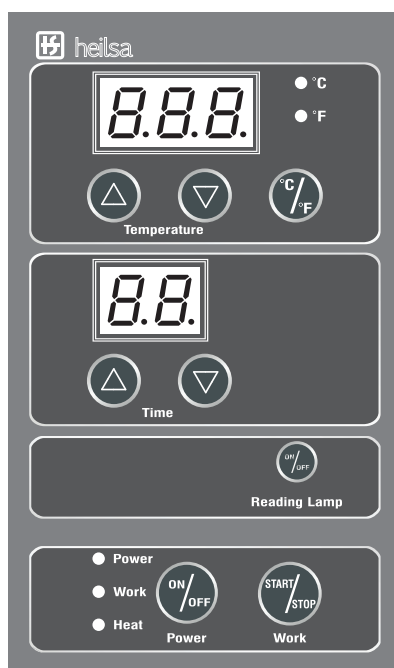 heilsa
8.8.8.
°C
°F
°C/°F
Temperature
8.8.
Time
ON/OFF
Reading Lamp
Power
Work
Heat
ON/OFF
START/STOP
Power
Work